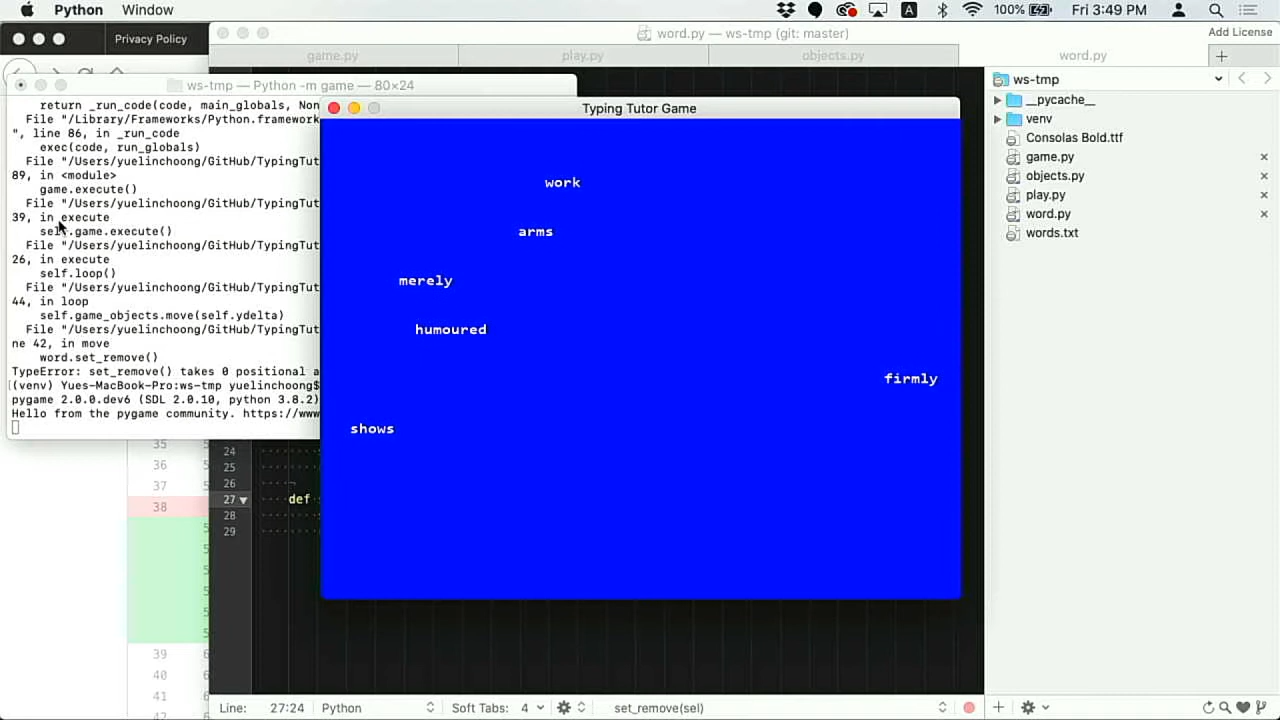 Python Window
A 100% Fri 3:49 PM
Privacy Policy
word.py — ws-tmp (git: master)
Add License
game.py play.py objects.py word.py
ws-tmp — Python -m game — 80×24
return _run_code(code, main_globals, Non
File "/Library/Frameworks/Python.framework
", line 86, in _run_code
exec(code, run_globals)
File "/Users/yuelinchoong/GitHub/TypingTut
89, in <module>
game.execute()
File "/Users/yuelinchoong/GitHub/TypingTut
39, in execute
self.game.execute()
File "/Users/yuelinchoong/GitHub/TypingTut
26, in execute
self.loop()
File "/Users/yuelinchoong/GitHub/TypingTut
44, in loop
self.game_objects.move(self.ydelta)
File "/Users/yuelinchoong/GitHub/TypingTut
ne 42, in move
word.set_remove()
TypeError: set_remove() takes 0 positional a
(venv) Yues-MacBook-Pro:ws-tmp yuelinchoong$
pygame 2.0.0.dev6 (SDL 2.0.10, python 3.8.2)
Hello from the pygame community. https://www
Typing Tutor Game
work
arms
merely
humoured
firmly
shows
ws-tmp
__pycache__
venv
Consolas Bold.ttf
game.py
objects.py
play.py
word.py
words.txt
35
36
37
38
39
40
41
42
24
25
26
27 def
28
29
Line: 27:24 Python Soft Tabs: 4 set_remove(sel)